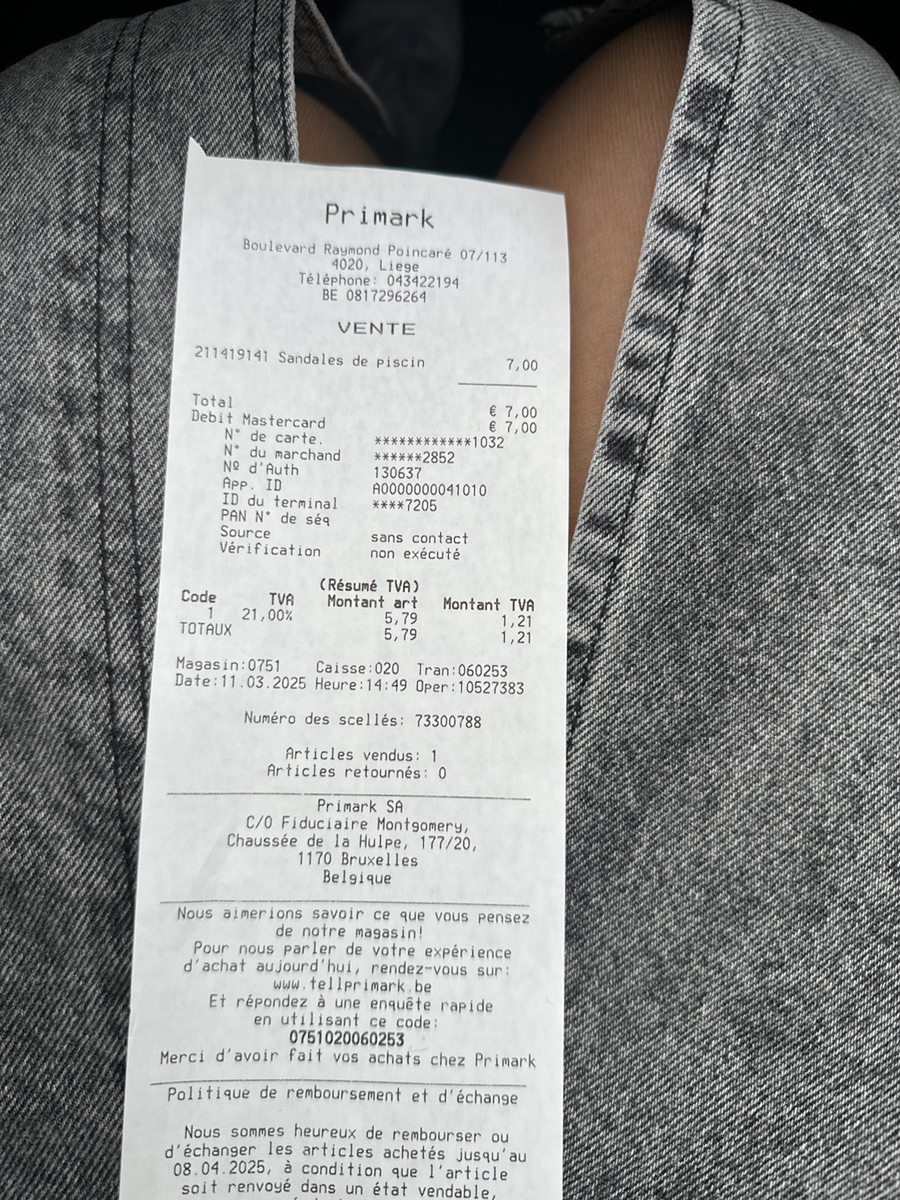 Primark
Boulevard Raymond Poincaré 07/113
4020, Liege
Téléphone: 043422194
BE 0817296264
VENTE
211419141 Sandales de piscin 7,00
Total € 7,00
Debit Mastercard € 7,00
N° de carte. ************1032
N° du marchand ******2852
Nº d'Auth 130637
App. ID A0000000041010
ID du terminal ****7205
PAN N° de séq
Source sans contact
Vérification non exécuté
(Résumé TVA)
Code TVA Montant art Montant TVA
1 21,00% 5,79 1,21
TOTAUX 5,79 1,21
Magasin:0751 Caisse:020 Tran:060253
Date:11.03.2025 Heure:14:49 Oper:10527383
Numéro des scellés: 73300788
Articles vendus: 1
Articles retournés: 0
Primark SA
C/O Fiduciaire Montgomery,
Chaussée de la Hulpe, 177/20,
1170 Bruxelles
Belgique
Nous aimerions savoir ce que vous pensez
de notre magasin!
Pour nous parler de votre expérience
d'achat aujourd'hui, rendez-vous sur:
www.tellprimark.be
Et répondez à une enquête rapide
en utilisant ce code:
0751020060253
Merci d'avoir fait vos achats chez Primark
Politique de remboursement et d'échange
Nous sommes heureux de rembourser ou
d'échanger les articles achetés jusqu'au
08.04.2025, à condition que l'article
soit renvoyé dans un état vendable,